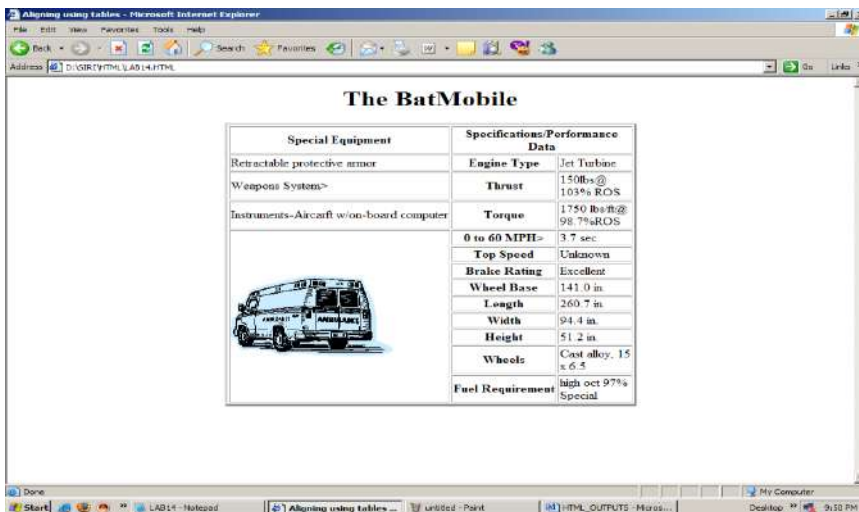 Aligning using tables - Microsoft Internet Explorer
File Edit View Favorites Tools Help
Back Search Favorites
Address D:\SIRI\HTML\LAB14.HTML Go Links
The BatMobile
Special Equipment
Specifications/Performance
Data
Retractable protective armor
Engine Type
Jet Turbine
Weapons System>
Thrust
150lbs@
103% ROS
Instruments-Aircarft w/on-board computer
Torque
1750 lbs/ft@
98.7%ROS
0 to 60 MPH>
3.7 sec
Top Speed
Unknown
Brake Rating
Excellent
Wheel Base
141.0 in.
Length
260.7 in.
Width
94.4 in.
Height
51.2 in.
Wheels
Cast alloy, 15
x 6.5
Fuel Requirement
high oct 97%
Special
AMBULANCE
Done My Computer
Start LAB14 - Notepad Aligning using tables ... untitled - Paint HTML_OUTPUTS - Micros... Desktop 9:50 PM